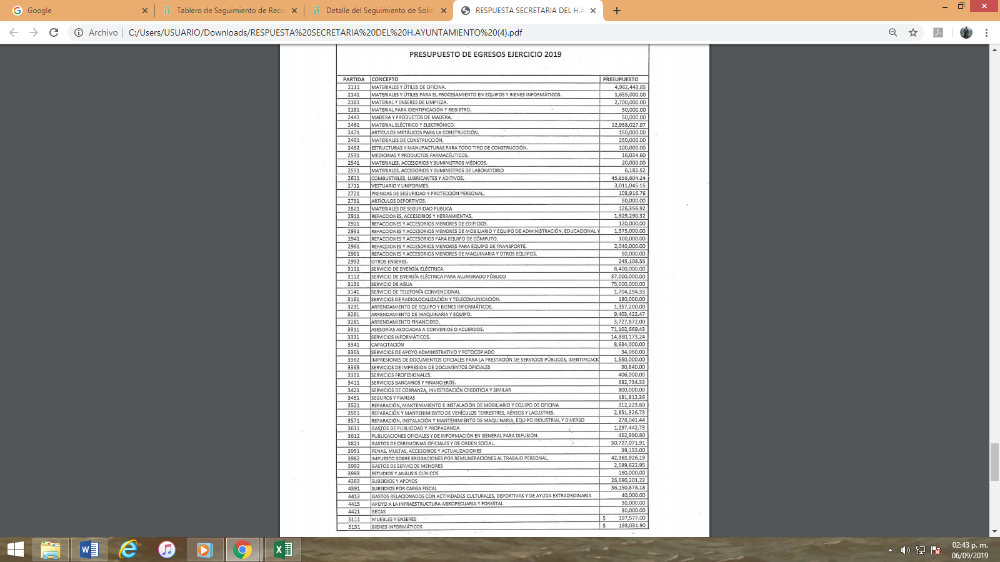 Google
Tablero de Seguimiento de Recu
Detalle del Seguimiento de Solic
RESPUESTA SECRETARIA DEL H.A
Archivo
C:/Users/USUARIO/Downloads/RESPUESTA%20SECRETARIA%20DEL%20H.AYUNTAMIENTO%20(4).pdf
PRESUPUESTO DE EGRESOS EJERCICIO 2019
PARTIDA CONCEPTO PRESUPUESTO
2111 MATERIALES Y ÚTILES DE OFICINA. 4,962,443.85
2141 MATERIALES Y ÚTILES PARA EL PROCESAMIENTO EN EQUIPOS Y BIENES INFORMÁTICOS. 1,635,000.00
2161 MATERIAL Y ENSERES DE LIMPIEZA. 2,700,000.00
2181 MATERIAL PARA IDENTIFICACIÓN Y REGISTRO. 50,000.00
2441 MADERA Y PRODUCTOS DE MADERA. 50,000.00
2461 MATERIAL ELÉCTRICO Y ELECTRÓNICO. 12,938,027.97
2471 ARTÍCULOS METÁLICOS PARA LA CONSTRUCCIÓN. 150,000.00
2491 MATERIALES DE CONSTRUCCIÓN. 250,000.00
2492 ESTRUCTURAS Y MANUFACTURAS PARA TODO TIPO DE CONSTRUCCIÓN. 100,000.00
2531 MEDICINAS Y PRODUCTOS FARMACÉUTICOS. 16,034.60
2541 MATERIALES, ACCESORIOS Y SUMINISTROS MÉDICOS. 20,000.00
2551 MATERIALES, ACCESORIOS Y SUMINISTROS DE LABORATORIO 6,182.52
2611 COMBUSTIBLES, LUBRICANTES Y ADITIVOS. 45,838,604.24
2711 VESTUARIO Y UNIFORMES. 3,011,045.15
2721 PRENDAS DE SEGURIDAD Y PROTECCIÓN PERSONAL. 108,916.76
2731 ARTÍCULOS DEPORTIVOS. 50,000.00
2821 MATERIALES DE SEGURIDAD PUBLICA 126,356.92
2911 REFACCIONES, ACCESORIOS Y HERRAMIENTAS. 1,929,290.32
2921 REFACCIONES Y ACCESORIOS MENORES DE EDIFICIOS. 120,000.00
2931 REFACCIONES Y ACCESORIOS MENORES DE MOBILIARIO Y EQUIPO DE ADMINISTRACIÓN, EDUCACIONAL Y 1,375,000.00
2941 REFACCIONES Y ACCESORIOS PARA EQUIPO DE CÓMPUTO. 100,000.00
2961 REFACCIONES Y ACCESORIOS MENORES PARA EQUIPO DE TRANSPORTE. 2,040,000.00
2981 REFACCIONES Y ACCESORIOS MENORES DE MAQUINARIA Y OTROS EQUIPOS. 50,000.00
2992 OTROS ENSERES. 245,108.55
3111 SERVICIO DE ENERGÍA ELÉCTRICA. 6,400,000.00
3112 SERVICIO DE ENERGÍA ELÉCTRICA PARA ALUMBRADO PÚBLICO 37,000,000.00
3131 SERVICIO DE AGUA 75,000,000.00
3141 SERVICIO DE TELEFONÍA CONVENCIONAL 1,704,294.33
3161 SERVICIOS DE RADIOLOCALIZACIÓN Y TELECOMUNICACIÓN. 180,000.00
3231 ARRENDAMIENTO DE EQUIPO Y BIENES INFORMÁTICOS. 1,357,200.00
3261 ARRENDAMIENTO DE MAQUINARIA Y EQUIPO. 9,403,422.47
3281 ARRENDAMIENTO FINANCIERO. 3,727,872.00
3311 ASESORÍAS ASOCIADAS A CONVENIOS O ACUERDOS. 71,102,669.43
3331 SERVICIOS INFORMÁTICOS. 14,860,173.24
3341 CAPACITACIÓN 8,684,000.00
3361 SERVICIOS DE APOYO ADMINISTRATIVO Y FOTOCOPIADO 34,060.00
3362 IMPRESIONES DE DOCUMENTOS OFICIALES PARA LA PRESTACIÓN DE SERVICIOS PÚBLICOS, IDENTIFICACIÓ 1,550,000.00
3363 SERVICIOS DE IMPRESION DE DOCUMENTOS OFICIALES 90,840.00
3391 SERVICIOS PROFESIONALES. 406,000.00
3411 SERVICIOS BANCARIOS Y FINANCIEROS. 682,734.33
3421 SERVICIOS DE COBRANZA, INVESTIGACIÓN CREDITICIA Y SIMILAR 800,000.00
3451 SEGUROS Y FIANZAS 181,812.36
3521 REPARACIÓN, MANTENIMIENTO E INSTALACIÓN DE MOBILIARIO Y EQUIPO DE OFICINA 312,223.60
3551 REPARACIÓN Y MANTENIMIENTO DE VEHÍCULOS TERRESTRES, AÉREOS Y LACUSTRES. 2,851,326.73
3571 REPARACIÓN, INSTALACIÓN Y MANTENIMIENTO DE MAQUINARIA, EQUIPO INDUSTRIAL Y DIVERSO 278,041.44
3611 GASTOS DE PUBLICIDAD Y PROPAGANDA 1,297,442.73
3612 PUBLICACIONES OFICIALES Y DE INFORMACIÓN EN GENERAL PARA DIFUSIÓN. 462,990.80
3821 GASTOS DE CEREMONIAS OFICIALES Y DE ORDEN SOCIAL. 30,727,071.91
3951 PENAS, MULTAS, ACCESORIOS Y ACTUALIZACIONES 39,132.00
3982 IMPUESTO SOBRE EROGACIONES POR REMUNERACIONES AL TRABAJO PERSONAL. 42,363,926.19
3992 GASTOS DE SERVICIOS MENORES 2,089,622.95
3993 ESTUDIOS Y ANÁLISIS CLÍNICOS 150,000.00
4383 SUBSIDIOS Y APOYOS 26,690,201.22
4391 SUBSIDIOS POR CARGA FISCAL 36,150,878.18
4413 GASTOS RELACIONADOS CON ACTIVIDADES CULTURALES, DEPORTIVAS Y DE AYUDA EXTRAORDINARIA 40,000.00
4415 APOYO A LA INFRAESTRUCTURA AGROPECUARIA Y FORESTAL 30,000.00
4421 BECAS 30,000.00
5111 MUEBLES Y ENSERES $ 197,577.00
5151 BIENES INFORMÁTICOS $ 198,031.90
02:43 p. m.
06/09/2019